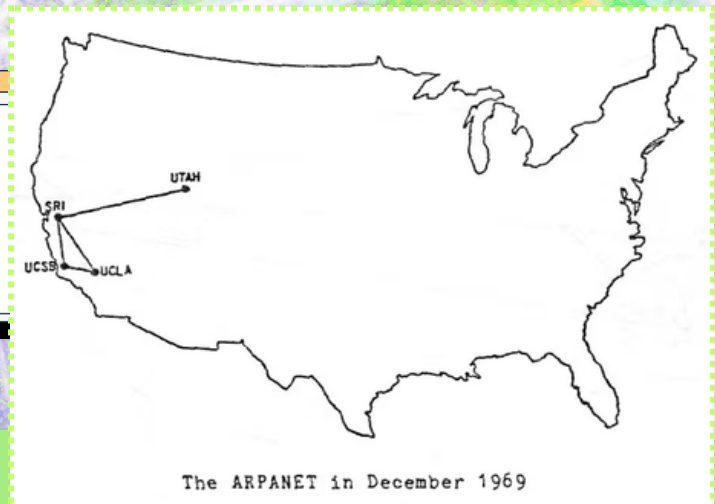 UTAH
SRI
UCSB
UCLA
The ARPANET in December 1969